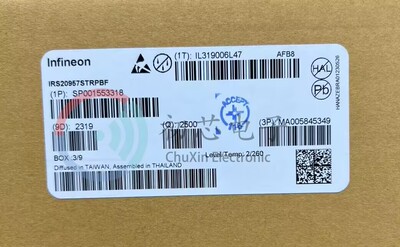 Infineon
(1T): IL319006L47
AFB8
IRS20957STRPBF
(1P): SP001553318
HAL
Pb
ACCEPT
(9D): 2319
(Q): 2500
(3P): MA005845349
ChuXin Electronic
Level Temp: 2/260
BOX: 3/9
Diffused in TAIWAN, Assembled in THAILAND